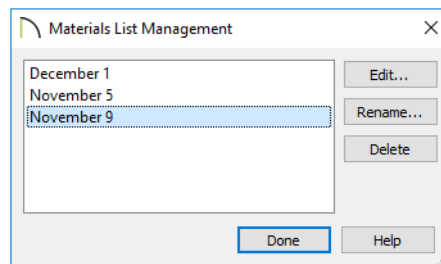 Materials List Management
December 1
November 5
November 9
Edit...
Rename...
Delete
Done
Help